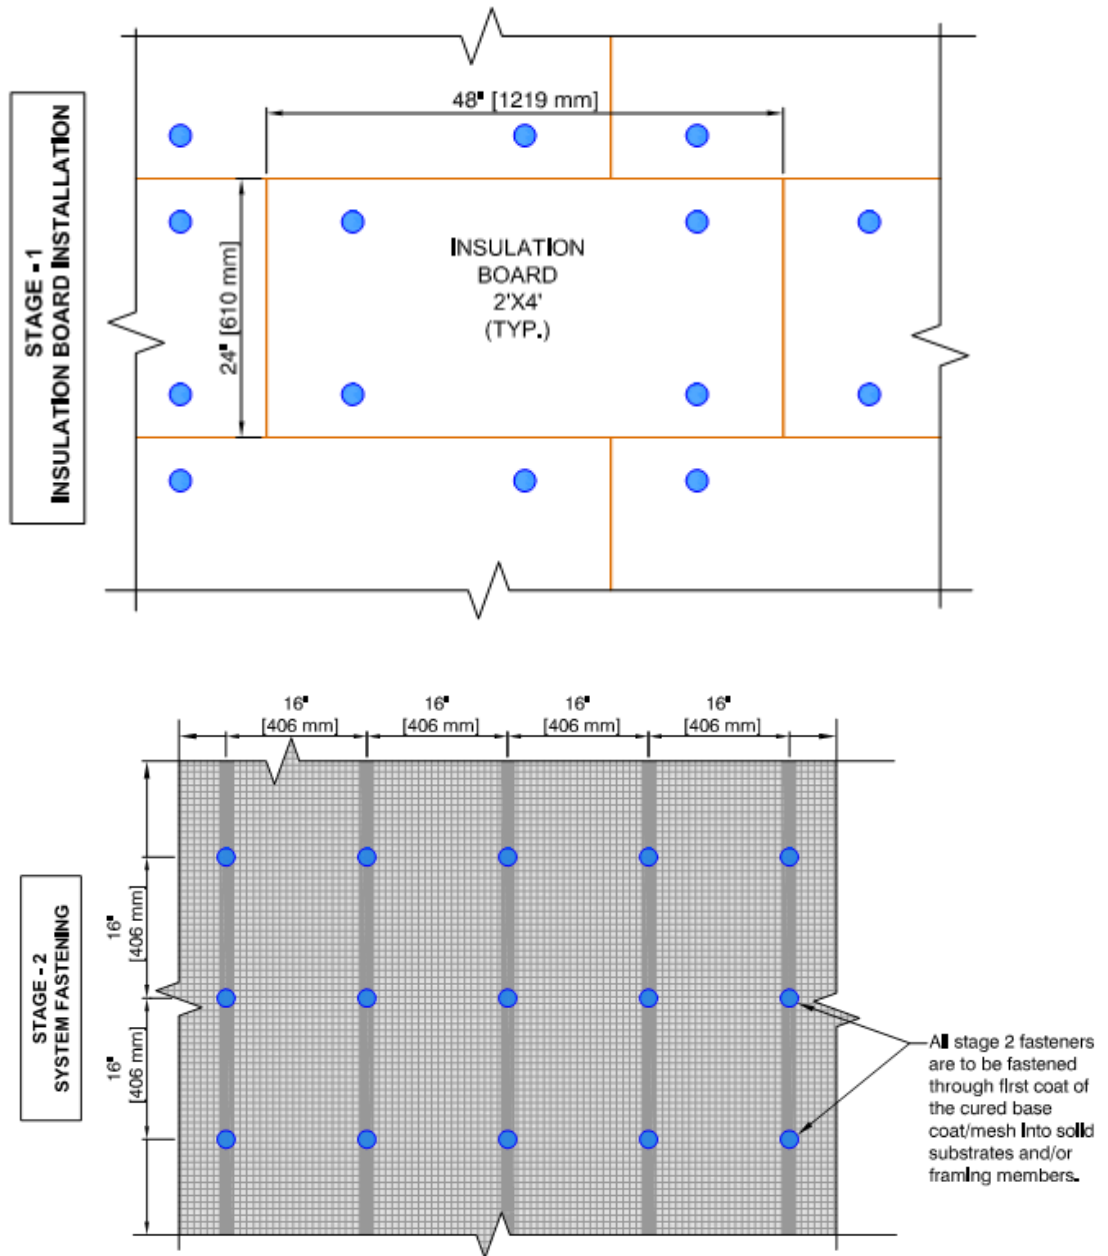 STAGE - 1
INSULATION BOARD INSTALLATION
48" [1219 mm]
24" [610 mm]
INSULATION
BOARD
2'X4'
(TYP.)
STAGE - 2
SYSTEM FASTENING
16"
[406 mm]
16"
[406 mm]
16"
[406 mm]
16"
[406 mm]
16"
[406 mm]
16"
[406 mm]
All stage 2 fasteners
are to be fastened
through first coat of
the cured base
coat/mesh into solid
substrates and/or
framing members.